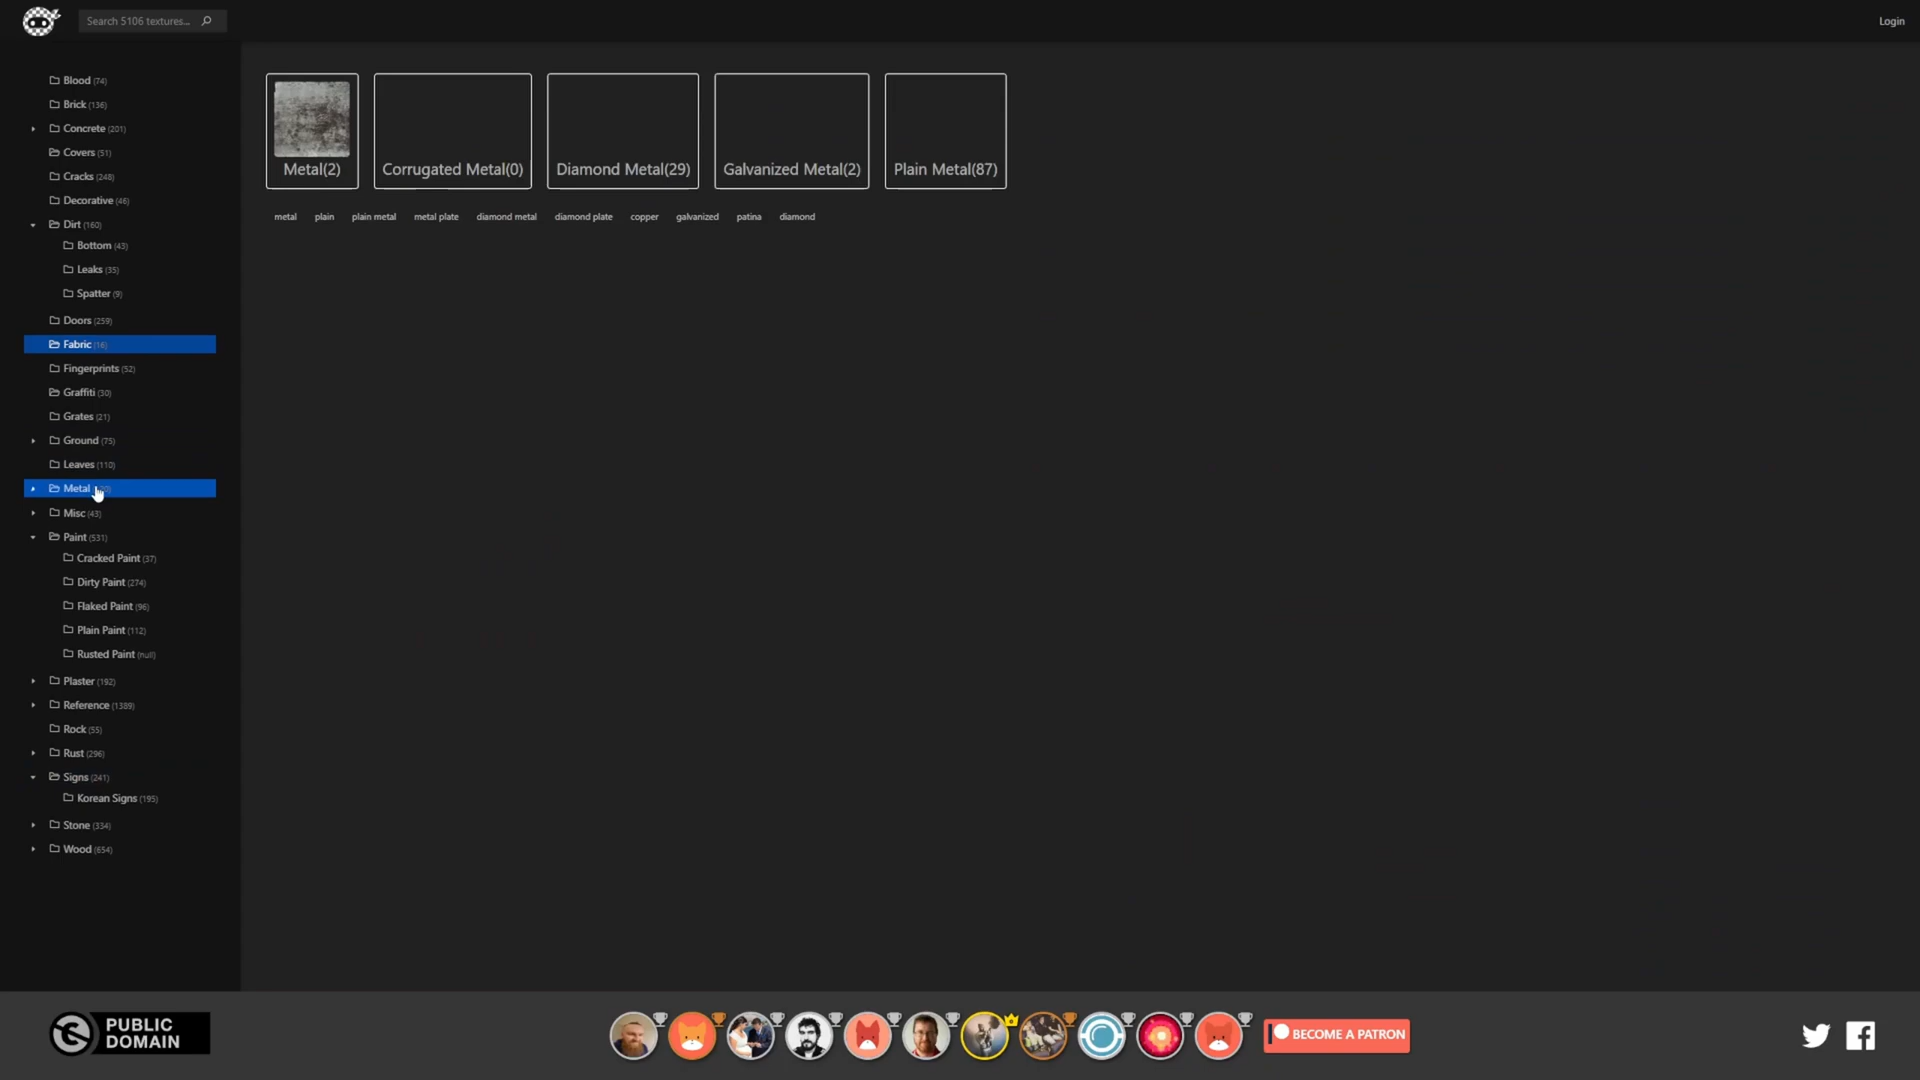 Search 5106 textures...
Login
Blood (74)
Brick (136)
Concrete (201)
Covers (51)
Cracks (248)
Decorative (46)
Dirt (160)
Bottom (43)
Leaks (35)
Spatter (9)
Doors (259)
Fabric (16)
Fingerprints (52)
Graffiti (30)
Grates (21)
Ground (75)
Leaves (110)
Metal
Misc (43)
Paint (531)
Cracked Paint (37)
Dirty Paint (274)
Flaked Paint (96)
Plain Paint (112)
Rusted Paint (null)
Plaster (192)
Reference (1389)
Rock (55)
Rust (296)
Signs (241)
Korean Signs (195)
Stone (334)
Wood (654)
Metal(2)
Corrugated Metal(0)
Diamond Metal(29)
Galvanized Metal(2)
Plain Metal(87)
metal plain plain metal metal plate diamond metal diamond plate copper galvanized patina diamond
PUBLIC
DOMAIN
BECOME A PATRON